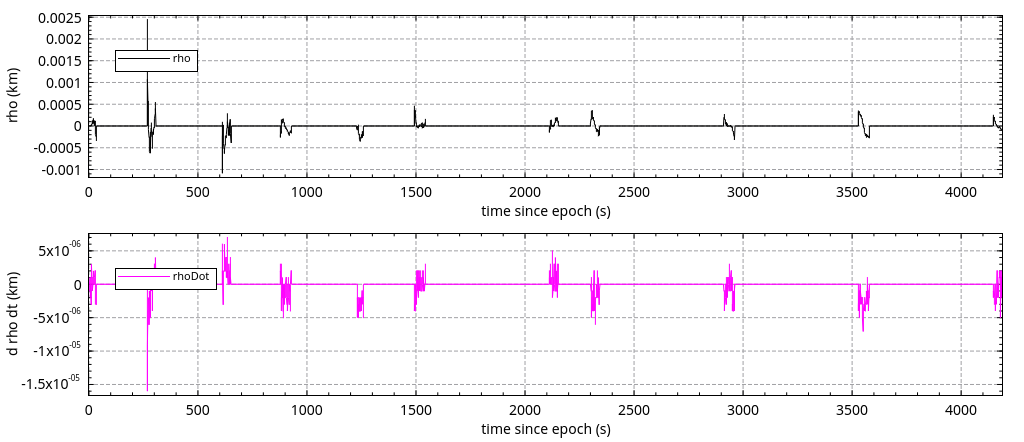 0.0025
0.002
0.0015
0.001
0.0005
0
-0.0005
-0.001
rho (km)
rho
0 500 1000 1500 2000 2500 3000 3500 4000
time since epoch (s)
5x10-06
0
-5x10-06
-1x10-05
-1.5x10-05
d rho dt (km)
rhoDot
0 500 1000 1500 2000 2500 3000 3500 4000
time since epoch (s)